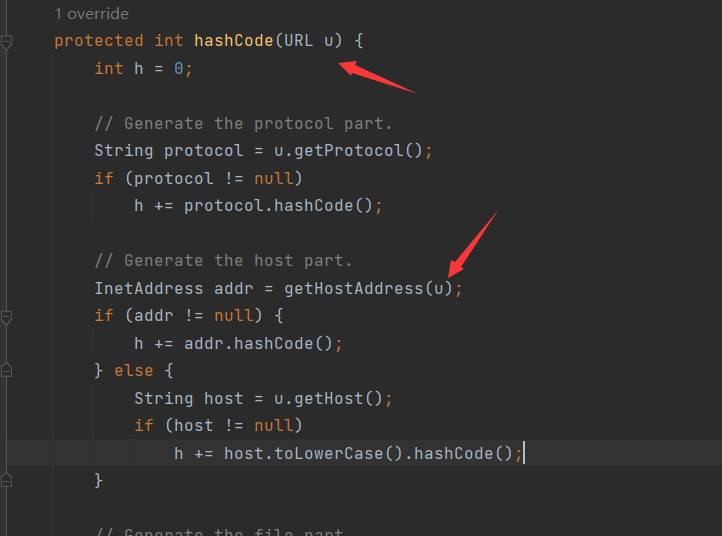 1 override
protected int hashCode(URL u) {
int h = 0;
// Generate the protocol part.
String protocol = u.getProtocol();
if (protocol != null)
h += protocol.hashCode();
// Generate the host part.
InetAddress addr = getHostAddress(u);
if (addr != null) {
h += addr.hashCode();
} else {
String host = u.getHost();
if (host != null)
h += host.toLowerCase().hashCode();
}
// Generate the file part